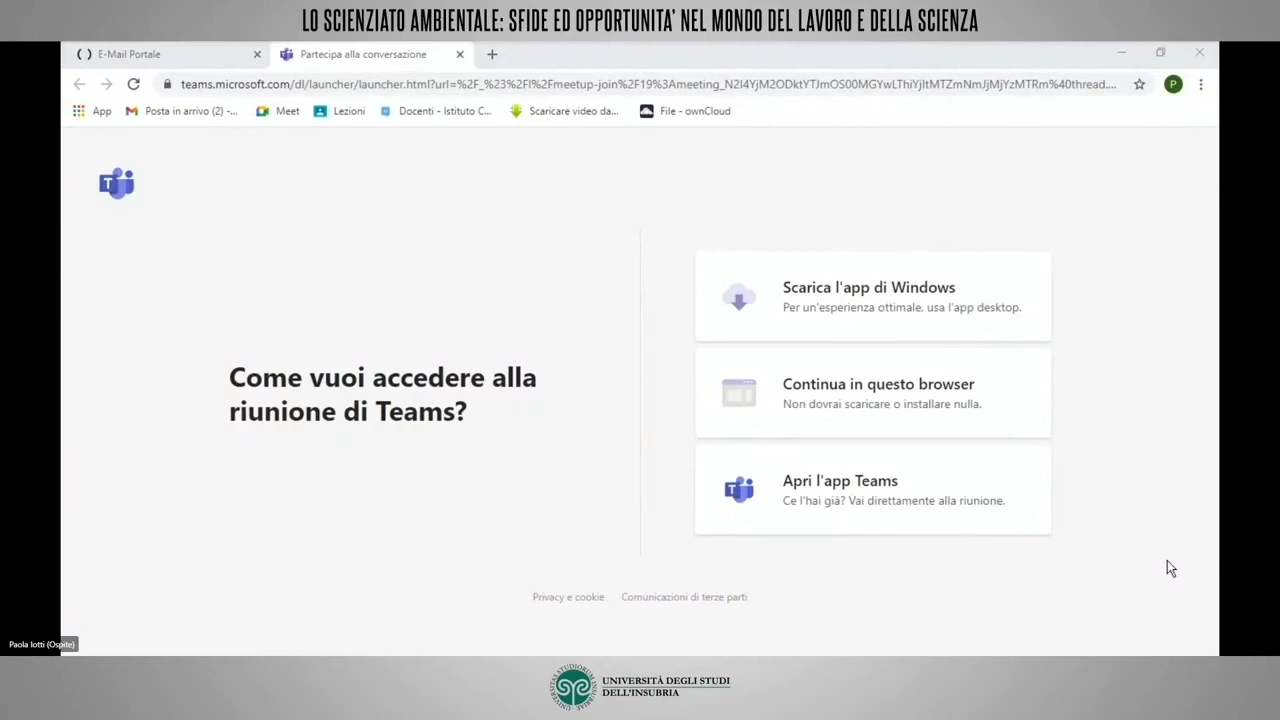 LO SCIENZIATO AMBIENTALE: SFIDE ED OPPORTUNITA' NEL MONDO DEL LAVORO E DELLA SCIENZA
E-Mail Portale
Partecipa alla conversazione
teams.microsoft.com/dl/launcher/launcher.html?url=%2F_%23%2Fl%2Fmeetup-join%2F19%3Ameeting_N2I4YjM2ODktYTJmOS00MGYwLThiYjItMTZmNmJjMjYzMTRm%40thread....
P
App
Posta in arrivo (2) -...
Meet
Lezioni
Docenti - Istituto C...
Scaricare video da...
File - ownCloud
Come vuoi accedere alla
riunione di Teams?
Scarica l'app di Windows
Per un'esperienza ottimale, usa l'app desktop.
Continua in questo browser
Non dovrai scaricare o installare nulla.
Apri l'app Teams
Ce l'hai già? Vai direttamente alla riunione.
Privacy e cookie
Comunicazioni di terze parti
Paola Iotti (Ospite)
UNIVERSITÀ DEGLI STUDI
DELL'INSUBRIA